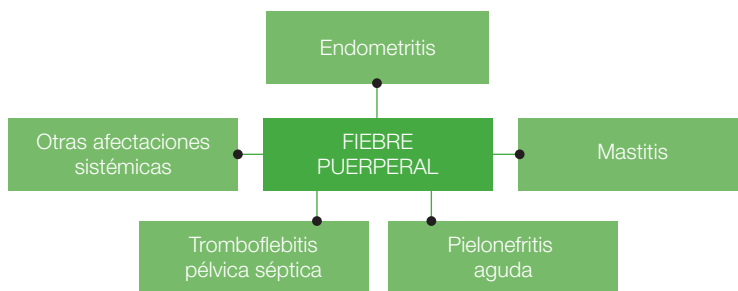 Endometritis
Otras afectaciones
sistémicas
FIEBRE
PUERPERAL
Mastitis
Tromboflebitis
pélvica séptica
Pielonefritis
aguda